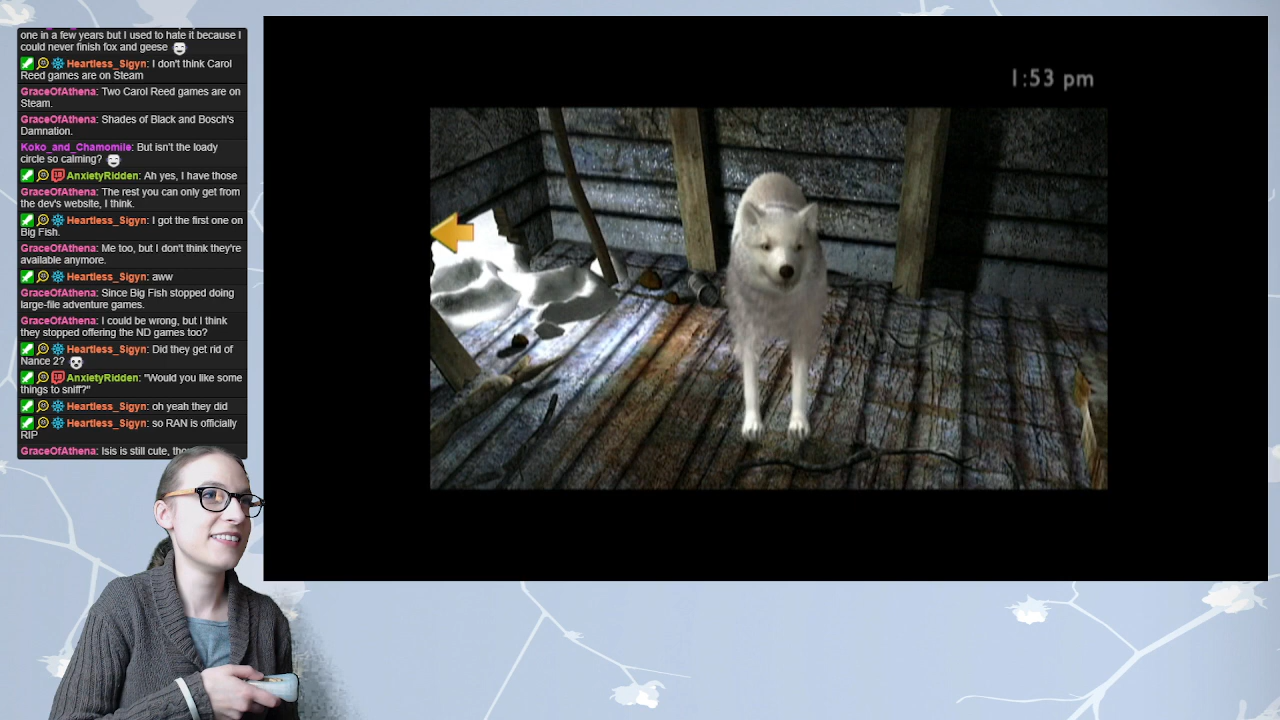 one in a few years but I used to hate it because I
could never finish fox and geese
Heartless_Sigyn: I don't think Carol
Reed games are on Steam
GraceOfAthena: Two Carol Reed games are on
Steam.
GraceOfAthena: Shades of Black and Bosch's
Damnation.
Koko_and_Chamomile: But isn't the loady
circle so calming?
AnxietyRidden: Ah yes, I have those
GraceOfAthena: The rest you can only get from
the dev's website, I think.
Heartless_Sigyn: I got the first one on
Big Fish.
GraceOfAthena: Me too, but I don't think they're
available anymore.
Heartless_Sigyn: aww
GraceOfAthena: Since Big Fish stopped doing
large-file adventure games.
GraceOfAthena: I could be wrong, but I think
they stopped offering the ND games too?
Heartless_Sigyn: Did they get rid of
Nance 2?
AnxietyRidden: "Would you like some
things to sniff?"
Heartless_Sigyn: oh yeah they did
Heartless_Sigyn: so RAN is officially
RIP
GraceOfAthena: Isis is still cute,
1:53 pm